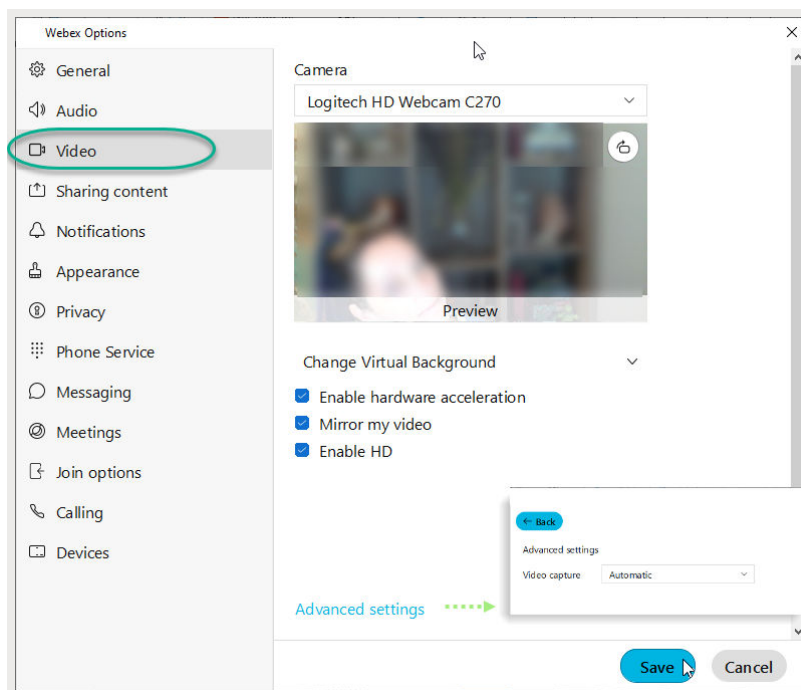 Webex Options
General
Audio
Video
Sharing content
Notifications
Appearance
Privacy
Phone Service
Messaging
Meetings
Join options
Calling
Devices
Camera
Logitech HD Webcam C270
Preview
Change Virtual Background
Enable hardware acceleration
Mirror my video
Enable HD
Advanced settings
← Back
Advanced settings
Video capture Automatic
Save Cancel